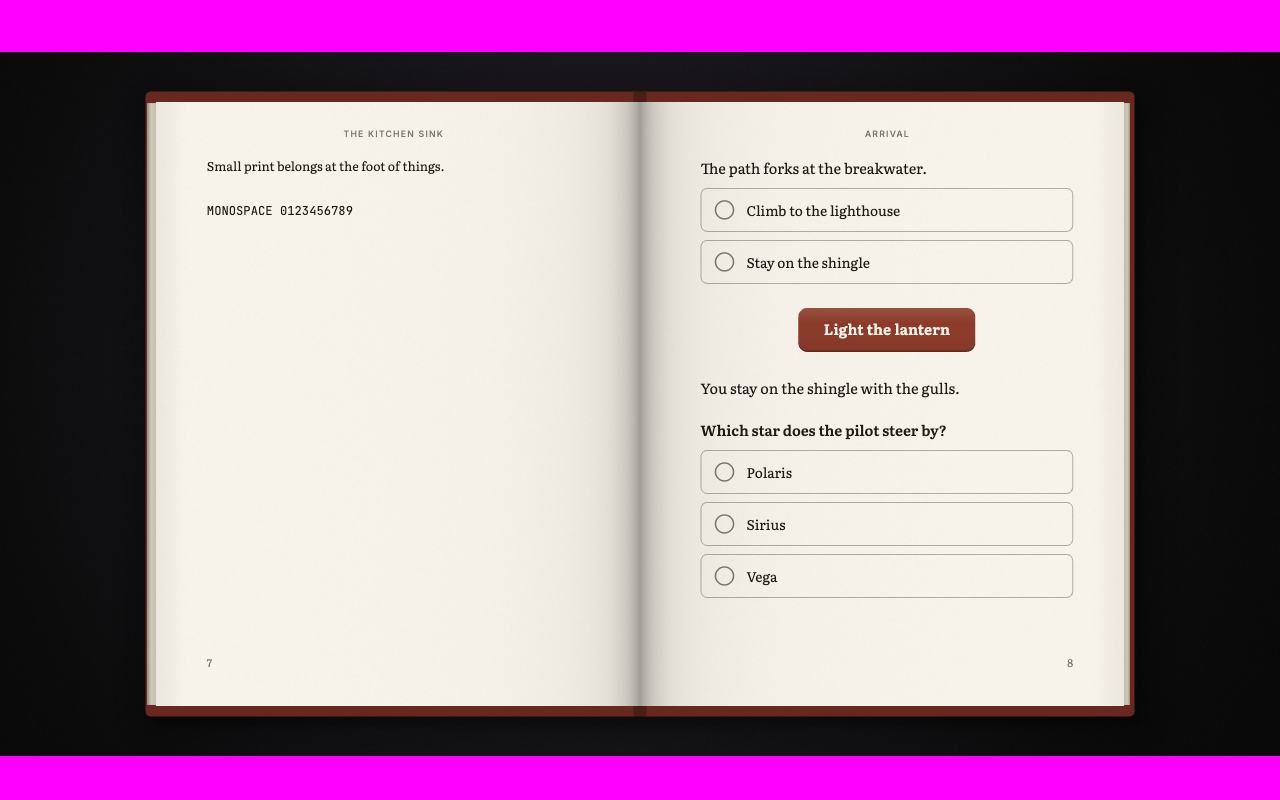 THE KITCHEN SINK
Small print belongs at the foot of things.
MONOSPACE 0123456789
7
ARRIVAL
The path forks at the breakwater.
Climb to the lighthouse
Stay on the shingle
Light the lantern
You stay on the shingle with the gulls.
Which star does the pilot steer by?
Polaris
Sirius
Vega
8